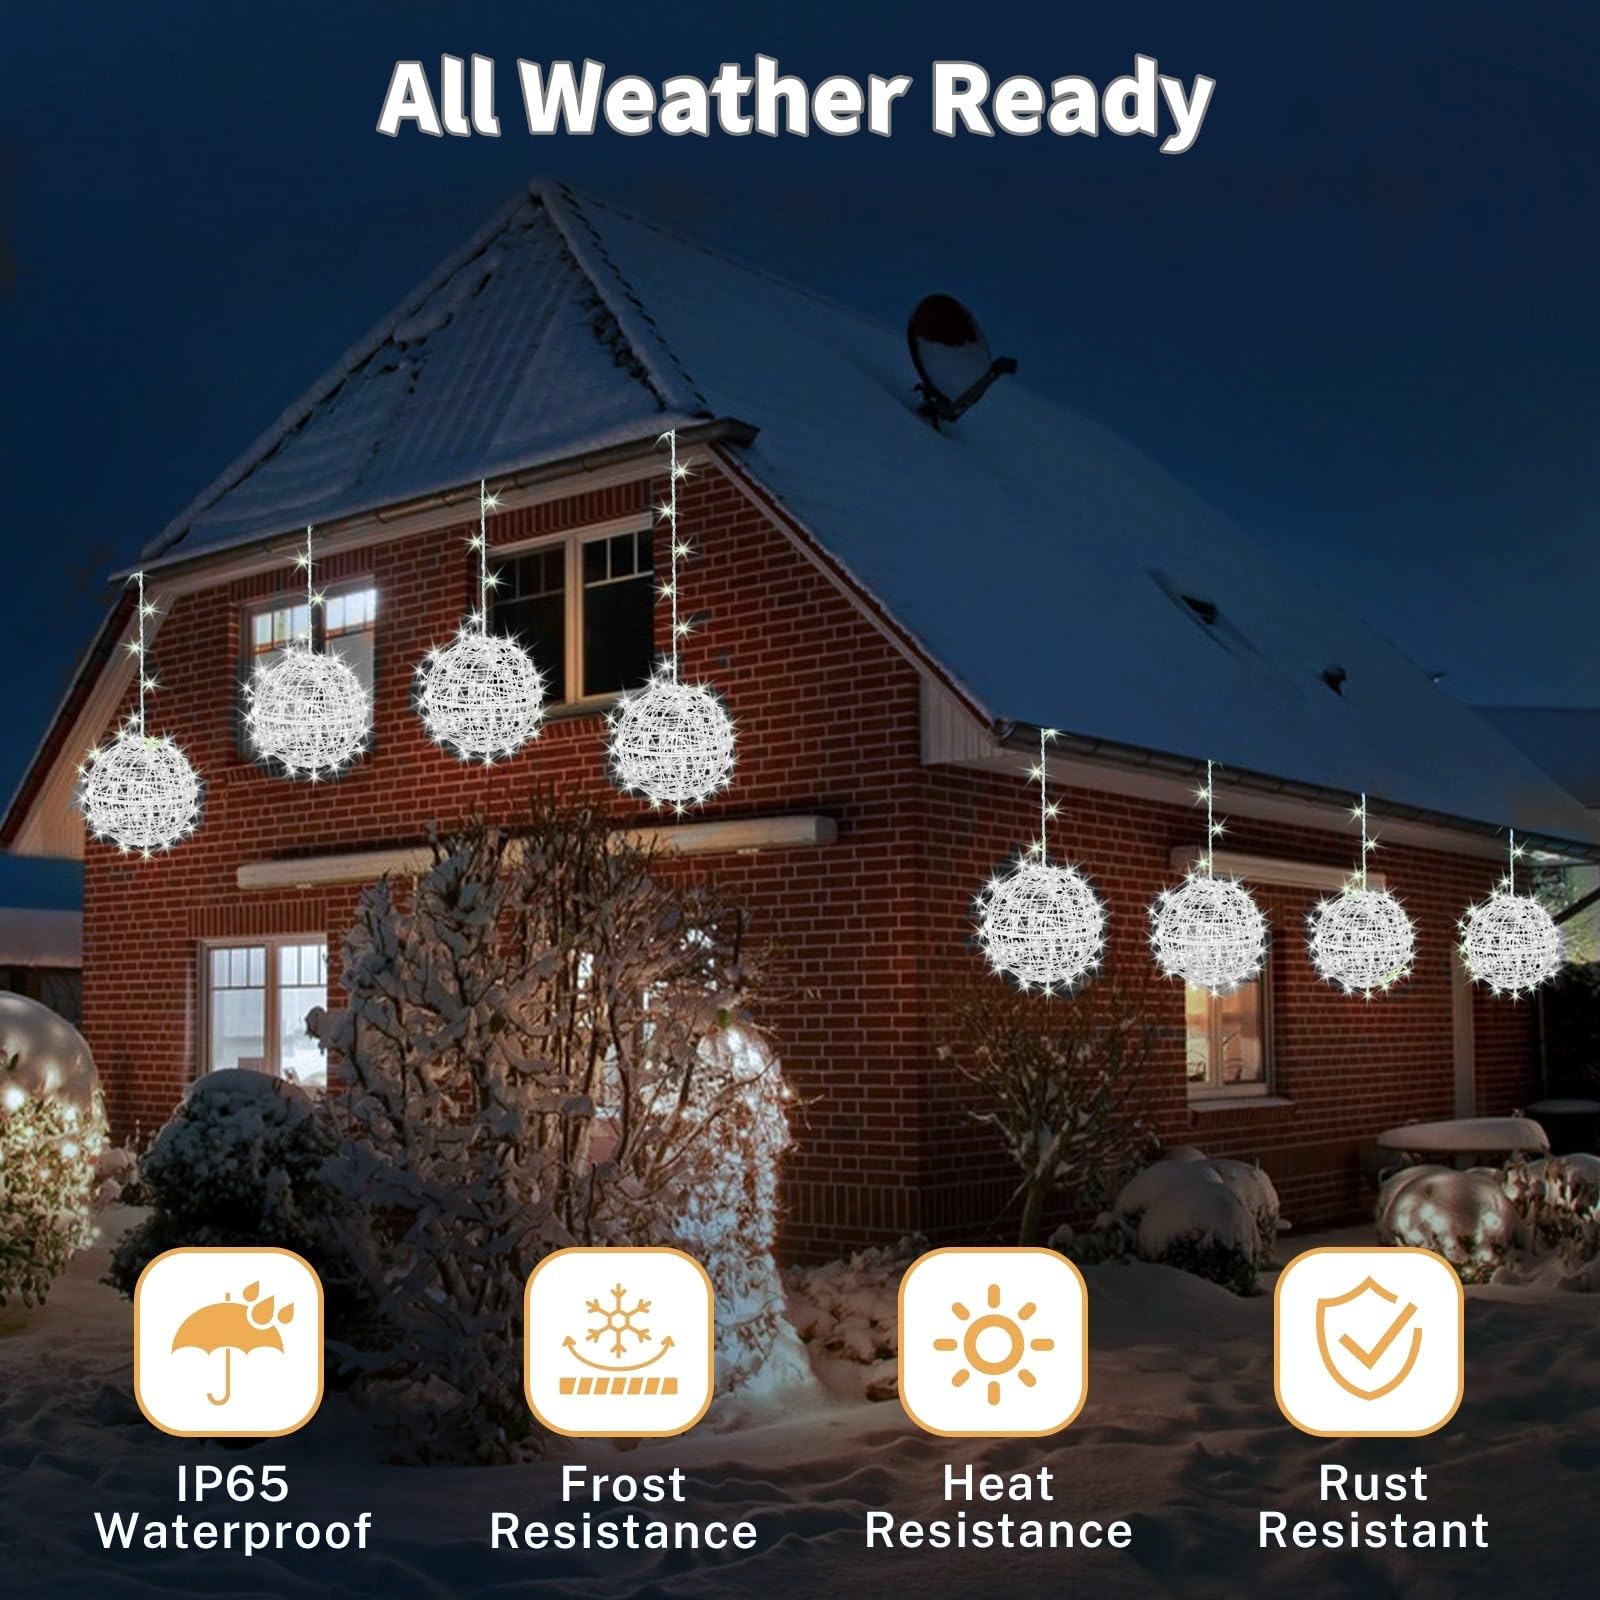 All Weather Ready
IP65
Waterproof
Frost
Resistance
Heat
Resistance
Rust
Resistant